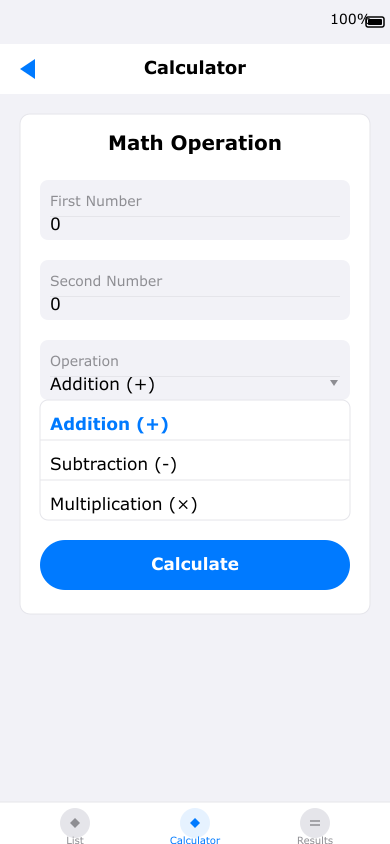 100%
Calculator
Math Operation
First Number
0
Second Number
0
Operation
Addition (+)
Addition (+)
Subtraction (-)
Multiplication (×)
Calculate
List
Calculator
Results